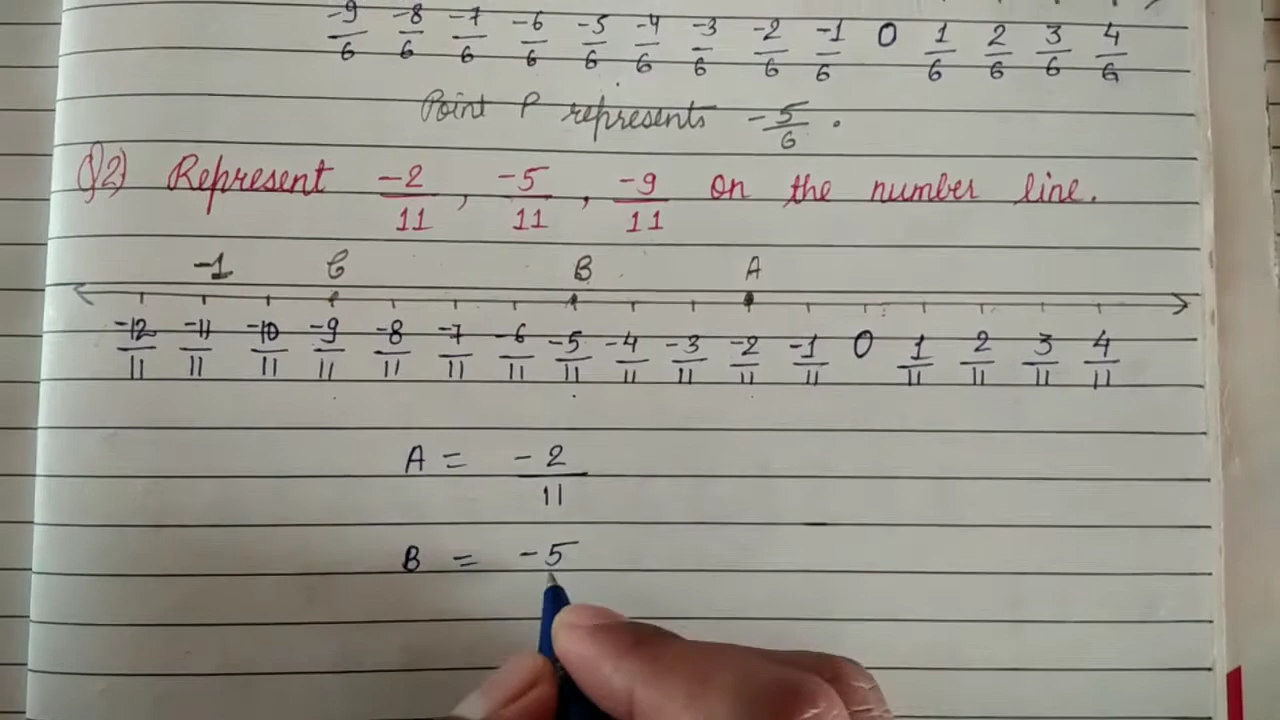 -9/6 -8/6 -7/6 -6/6 -5/6 -4/6 -3/6 -2/6 -1/6 0 1/6 2/6 3/6 4/6
Point P represents -5/6 .
Q2) Represent -2/11 , -5/11 , -9/11 on the number line.
-1 C B A
-12/11 -11/11 -10/11 -9/11 -8/11 -7/11 -6/11 -5/11 -4/11 -3/11 -2/11 -1/11 0 1/11 2/11 3/11 4/11
A = -2/11
B = -5